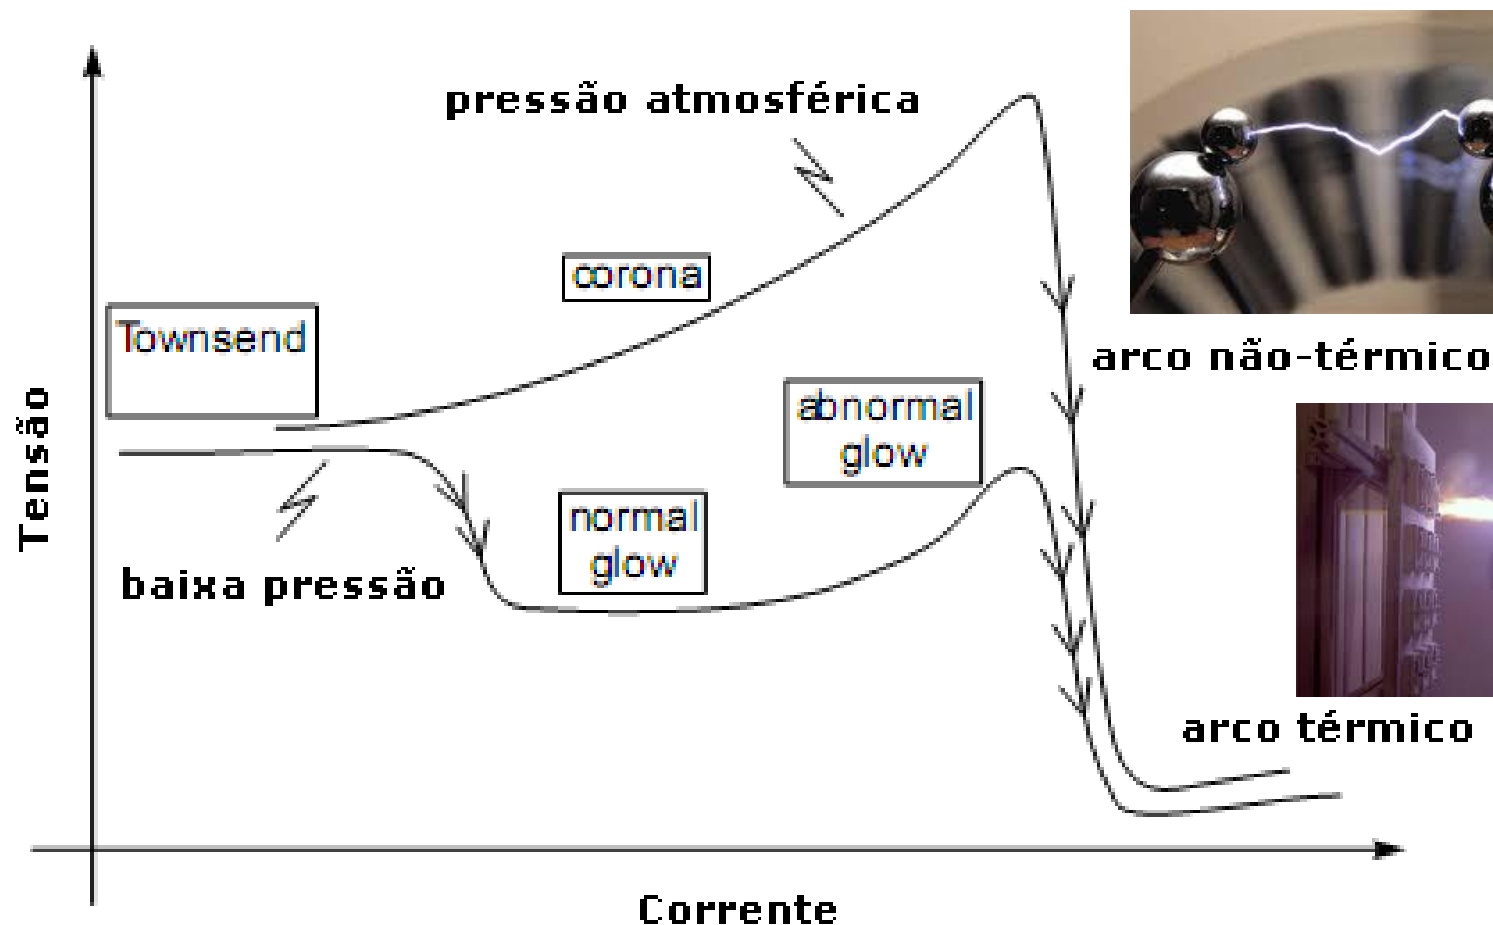 pressão atmosférica
corona
Townsend
arco não-térmico
abnormal
glow
normal
glow
baixa pressão
arco térmico
Tensão
Corrente